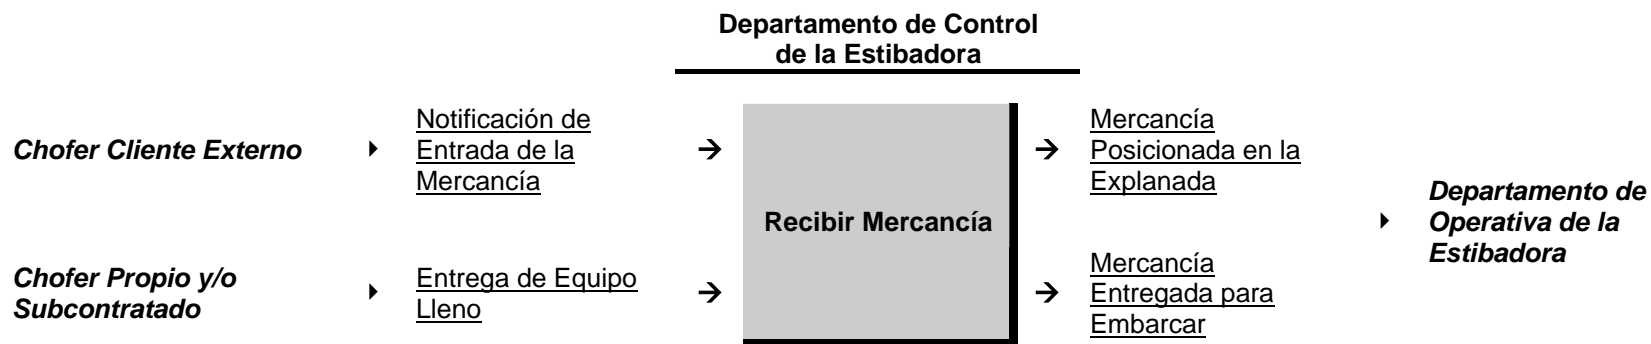 Departamento de Control
de la Estibadora
Chofer Cliente Externo
Notificación de
Entrada de la
Mercancía
Mercancía
Posicionada en la
Explanada
Recibir Mercancía
Departamento de
Operativa de la
Estibadora
Chofer Propio y/o
Subcontratado
Entrega de Equipo
Lleno
Mercancía
Entregada para
Embarcar